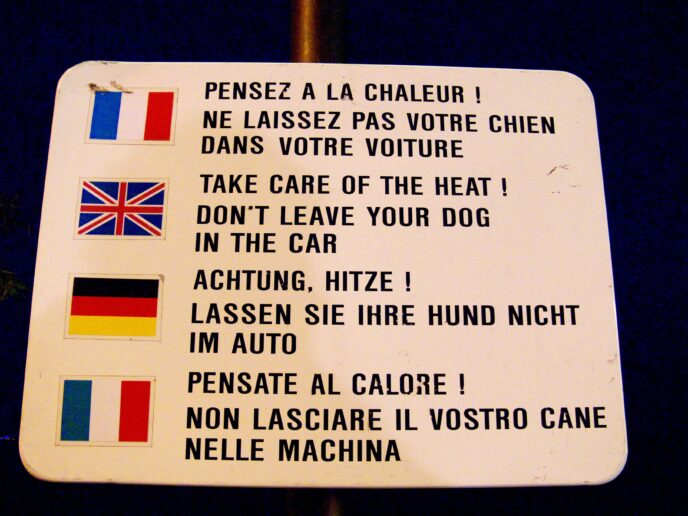 PENSEZ A LA CHALEUR !
NE LAISSEZ PAS VOTRE CHIEN
DANS VOTRE VOITURE
TAKE CARE OF THE HEAT !
DON'T LEAVE YOUR DOG
IN THE CAR
ACHTUNG, HITZE !
LASSEN SIE IHRE HUND NICHT
IM AUTO
PENSATE AL CALORE !
NON LASCIARE IL VOSTRO CANE
NELLE MACHINA